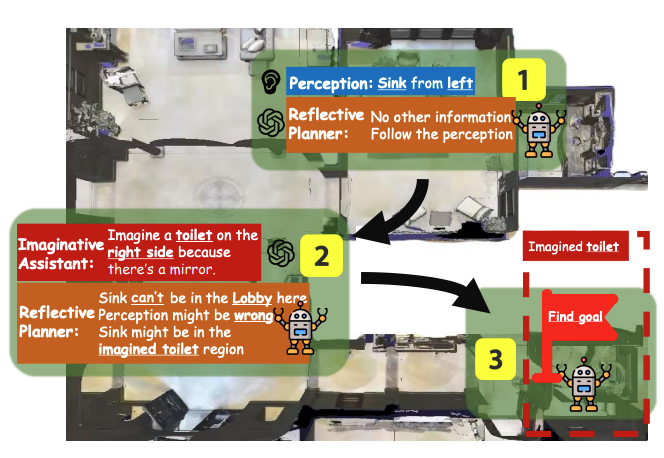 Perception: Sink from left
1
Reflective Planner:
No other information
Follow the perception
Imaginative Assistant:
Imagine a toilet on the
right side because
there's a mirror.
2
Reflective Planner:
Sink can't be in the Lobby here
Perception might be wrong
Sink might be in the
imagined toilet region
Imagined toilet
Find goal
3